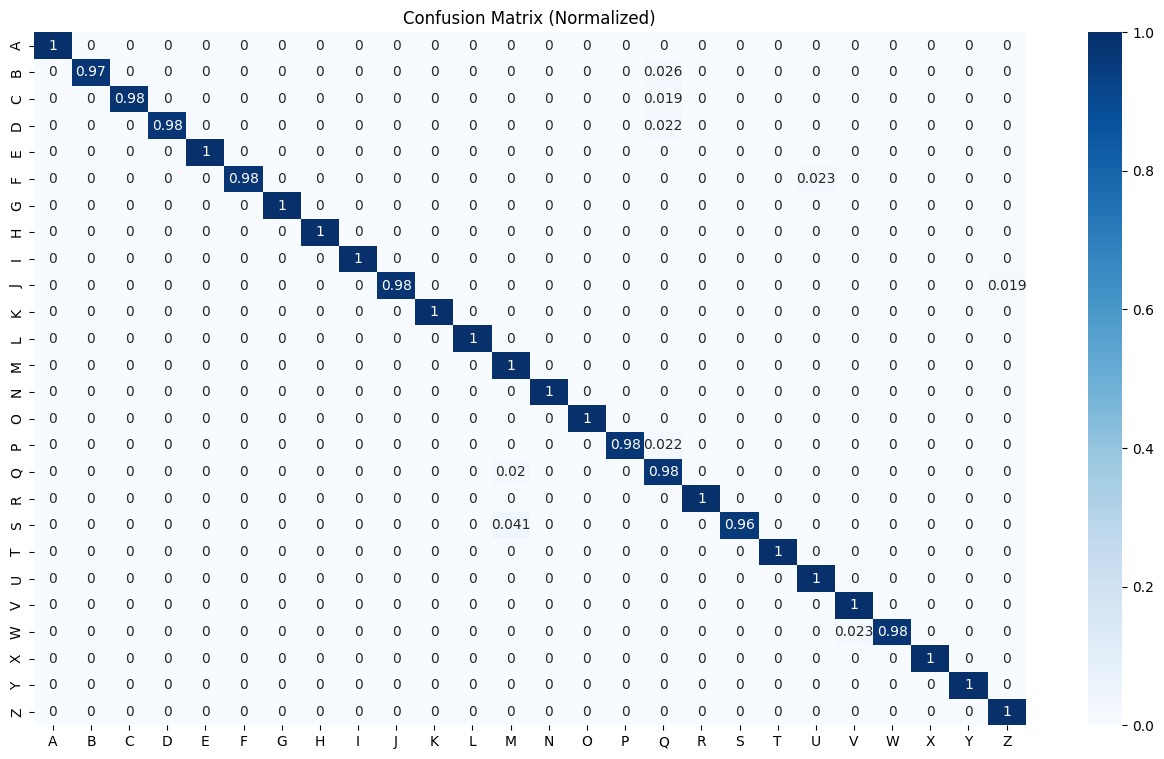 Confusion Matrix (Normalized)
A 1 0 0 0 0 0 0 0 0 0 0 0 0 0 0 0 0 0 0 0 0 0 0 0 0 0 1.0
B 0 0.97 0 0 0 0 0 0 0 0 0 0 0 0 0 0 0.026 0 0 0 0 0 0 0 0 0
C 0 0 0.98 0 0 0 0 0 0 0 0 0 0 0 0 0 0.019 0 0 0 0 0 0 0 0 0
D 0 0 0 0.98 0 0 0 0 0 0 0 0 0 0 0 0 0.022 0 0 0 0 0 0 0 0 0
E 0 0 0 0 1 0 0 0 0 0 0 0 0 0 0 0 0 0 0 0 0 0 0 0 0 0
F 0 0 0 0 0 0.98 0 0 0 0 0 0 0 0 0 0 0 0 0 0 0.023 0 0 0 0 0 0.8
G 0 0 0 0 0 0 1 0 0 0 0 0 0 0 0 0 0 0 0 0 0 0 0 0 0 0
H 0 0 0 0 0 0 0 1 0 0 0 0 0 0 0 0 0 0 0 0 0 0 0 0 0 0
I 0 0 0 0 0 0 0 0 1 0 0 0 0 0 0 0 0 0 0 0 0 0 0 0 0 0
J 0 0 0 0 0 0 0 0 0 0.98 0 0 0 0 0 0 0 0 0 0 0 0 0 0 0 0.019
K 0 0 0 0 0 0 0 0 0 0 1 0 0 0 0 0 0 0 0 0 0 0 0 0 0 0 0.6
L 0 0 0 0 0 0 0 0 0 0 0 1 0 0 0 0 0 0 0 0 0 0 0 0 0 0
M 0 0 0 0 0 0 0 0 0 0 0 0 1 0 0 0 0 0 0 0 0 0 0 0 0 0
N 0 0 0 0 0 0 0 0 0 0 0 0 0 1 0 0 0 0 0 0 0 0 0 0 0 0
O 0 0 0 0 0 0 0 0 0 0 0 0 0 0 1 0 0 0 0 0 0 0 0 0 0 0
P 0 0 0 0 0 0 0 0 0 0 0 0 0 0 0 0.98 0.022 0 0 0 0 0 0 0 0 0 0.4
Q 0 0 0 0 0 0 0 0 0 0 0 0 0.02 0 0 0 0.98 0 0 0 0 0 0 0 0 0
R 0 0 0 0 0 0 0 0 0 0 0 0 0 0 0 0 0 1 0 0 0 0 0 0 0 0
S 0 0 0 0 0 0 0 0 0 0 0 0 0.041 0 0 0 0 0 0.96 0 0 0 0 0 0 0
T 0 0 0 0 0 0 0 0 0 0 0 0 0 0 0 0 0 0 0 1 0 0 0 0 0 0
U 0 0 0 0 0 0 0 0 0 0 0 0 0 0 0 0 0 0 0 0 1 0 0 0 0 0 0.2
V 0 0 0 0 0 0 0 0 0 0 0 0 0 0 0 0 0 0 0 0 0 1 0 0 0 0
W 0 0 0 0 0 0 0 0 0 0 0 0 0 0 0 0 0 0 0 0 0 0.023 0.98 0 0 0
X 0 0 0 0 0 0 0 0 0 0 0 0 0 0 0 0 0 0 0 0 0 0 0 1 0 0
Y 0 0 0 0 0 0 0 0 0 0 0 0 0 0 0 0 0 0 0 0 0 0 0 0 1 0
Z 0 0 0 0 0 0 0 0 0 0 0 0 0 0 0 0 0 0 0 0 0 0 0 0 0 1 0.0
A B C D E F G H I J K L M N O P Q R S T U V W X Y Z